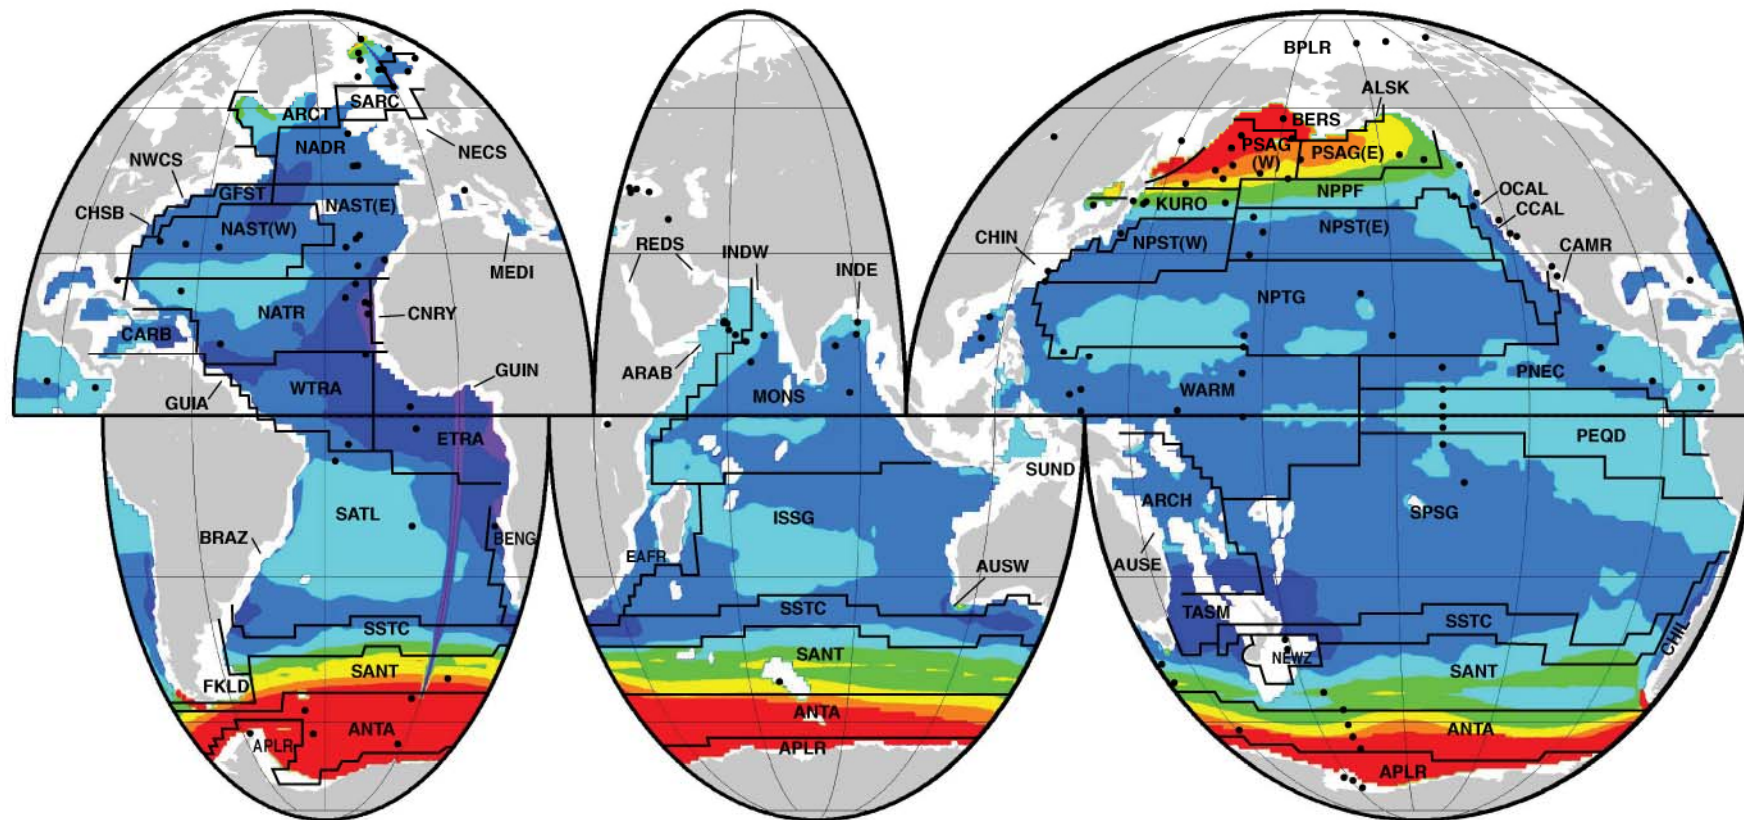 BPLR
ALSK
SARC
ARCT
BERS
NADR
NECS
PSAG
(W)
PSAG(E)
NWCS
GFST
NAST(E)
NPPF
OCAL
KURO
CCAL
CHSB
NAST(W)
NPST(W)
NPST(E)
CHIN
REDS
INDW
CAMR
MEDI
INDE
NPTG
NATR
CNRY
CARB
ARAB
GUIN
PNEC
WTRA
WARM
GUIA
MONS
ETRA
PEQD
SUND
ARCH
SATL
ISSG
SPSG
BENG
BRAZ
EAFR
AUSW
AUSE
TASM
SSTC
SSTC
SSTC
CHIL
SANT
NEWZ
SANT
SANT
FKLD
ANTA
ANTA
ANTA
APLR
APLR
APLR